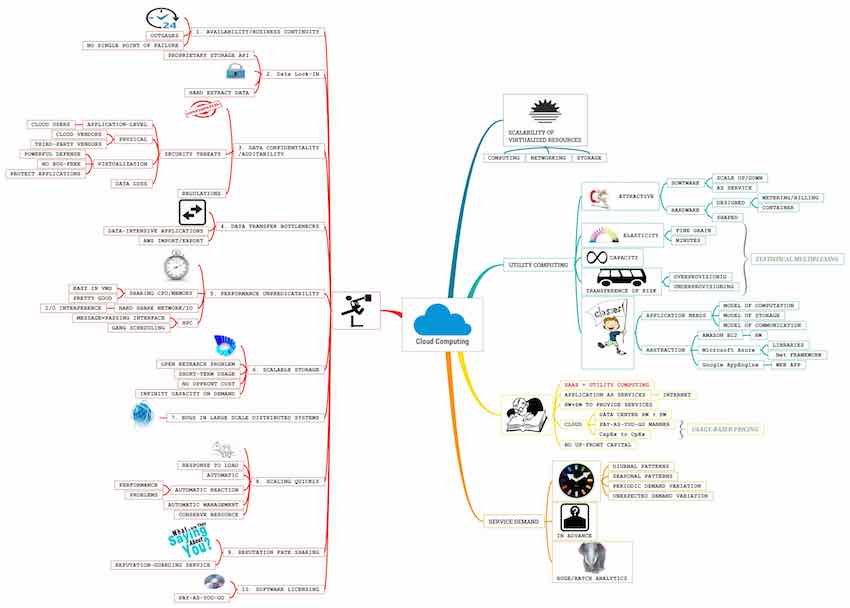 24
OUTGAGES
1. AVAILABILITY/BUSINESS CONTINUITY
NO SINGLE POINT OF FAILURE
PROPRIETARY STORAGE API
2. Data Lock-IN
HARD EXTRACT DATA
CLOUD USERS
APPLICATION-LEVEL
CLOUD VENDORS
THIRD-PARTY VENDORS
PHYSICAL
POWERFUL DEFENSE
NO BUG-FREE
PROTECT APPLICATIONS
VIRTUALIZATION
SECURITY THREATS
DATA LOSS
REGULATIONS
3. DATA CONFIDENTIALITY
/AUDITABILITY
4. DATA TRANSFER BOTTLENECKS
DATA-INTENSIVE APPLICATIONS
AWS IMPORT/EXPORT
EASY IN VMS
PRETTY GOOD
SHARING CPU/MEMORY
5. PERFORMANCE UNPREDICATABILITY
I/O INTERFERENCE
HARD SHARE NETWORK/IO
MESSAGE-PASSING INTERFACE
GANG SCHEDULING
HPC
OPEN RESEARCH PROBLEM
6. SCALABLE STORAGE
SHORT-TERM USAGE
NO UPFRONT COST
INFINITY CAPACITY ON DEMAND
7. BUGS IN LARGE SCALE DISTRIBUTED SYSTEMS
RESPONSE TO LOAD
AUTOMATIC
8. SCALING QUICKLY
PERFORMANCE
PROBLEMS
AUTOMATIC REACTION
AUTOMATIC MANAGEMENT
CONSERVE RESOURCE
What are They
Saying
About
You?
9. REPUTATION FATE SHARING
REPUTATION-GUARDING SERVICE
10. SOFTWARE LICENSING
PAY-AS-YOU-GO
Cloud Computing
SCALABILITY OF
VIRTUALIZED RESOURCES
COMPUTING
NETWORKING
STORAGE
UTILITY COMPUTING
ATTRACTIVE
SOWTWARE
SCALE UP/DOWN
AS SERVICE
HARDWARE
DESIGNED
METERING/BILLING
CONTAINER
SHAPED
ELASTICITY
FINE GRAIN
MINUTES
CAPACITY
STATISTICAL MULTIPLEXING
TRANSFERENCE OF RISK
OVERPROVISIONIG
UNDERPROVISIONING
classes!
APPLICATION NEEDS
MODEL OF COMPUTATION
MODEL OF STORAGE
MODEL OF COMMUNICATION
ABSTRACTION
AMAZON EC2
HW
Microsoft Azure
LIBRARIES
Net FRAMEWORK
Google AppEngine
WEB APP
SAAS + UTILITY COMPUTING
APPLICATION AS SERVICES
INTERNET
SW+HW TO PROVIDE SERVICES
CLOUD
DATA CENTER HW + SW
PAY-AS-YOU-GO MANNER
CapEx to OpEx
USAGE-BASED PRICING
NO UP-FRONT CAPITAL
SERVICE DEMAND
DIURNAL PATTERNS
SEASONAL PATTERNS
PERIODIC DEMAND VARIATION
UNEXPECTED DEMAND VARIATION
IN ADVANCE
HUGE/BATCH ANALYTICS